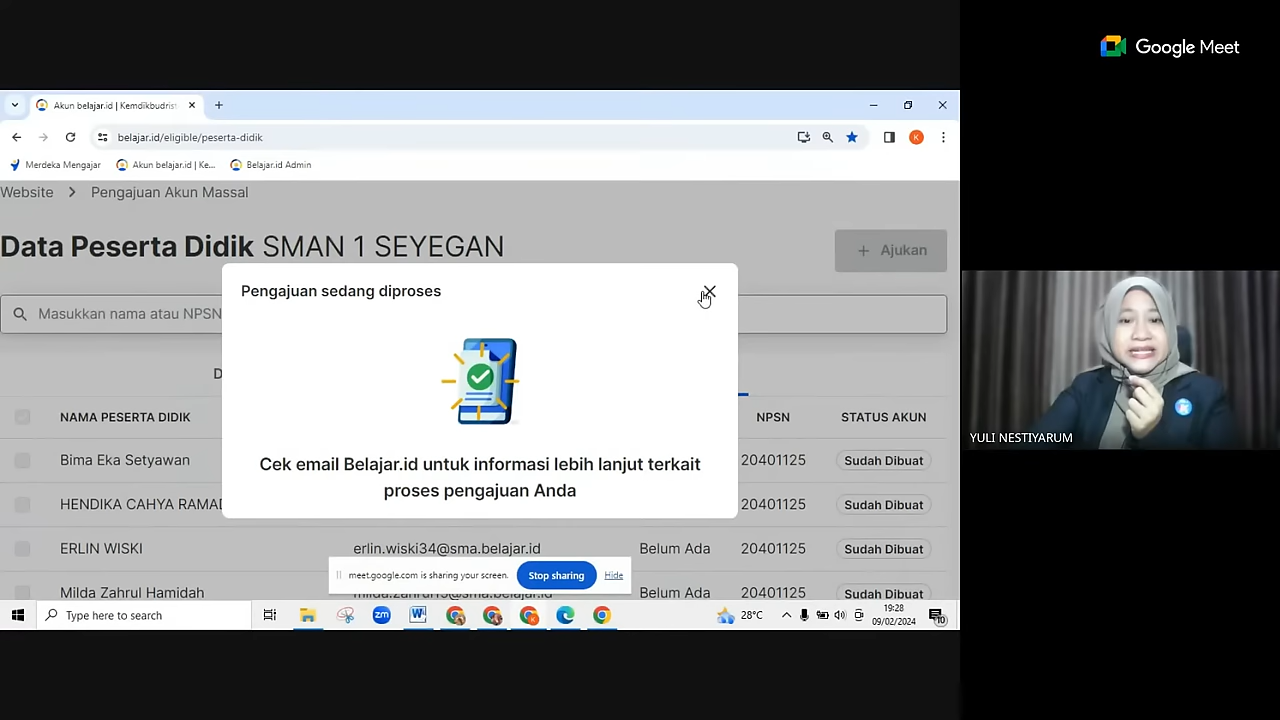 Google Meet
Akun belajar.id | Kemdikbudrist
belajar.id/eligible/peserta-didik
K
Merdeka Mengajar
Akun belajar.id | Ke...
Belajar.id Admin
Website > Pengajuan Akun Massal
Data Peserta Didik SMAN 1 SEYEGAN
+ Ajukan
Masukkan nama atau NPSN
Pengajuan sedang diproses
Cek email Belajar.id untuk informasi lebih lanjut terkait
proses pengajuan Anda
D
NAMA PESERTA DIDIK NPSN STATUS AKUN
Bima Eka Setyawan 20401125 Sudah Dibuat
HENDIKA CAHYA RAMAD 20401125 Sudah Dibuat
ERLIN WISKI erlin.wiski34@sma.belajar.id Belum Ada 20401125 Sudah Dibuat
Milda Zahrul Hamidah Belum Ada 20401125 Sudah Dibuat
meet.google.com is sharing your screen. Stop sharing Hide
Type here to search
zm
W
28°C
19:28
09/02/2024
10
YULI NESTIYARUM